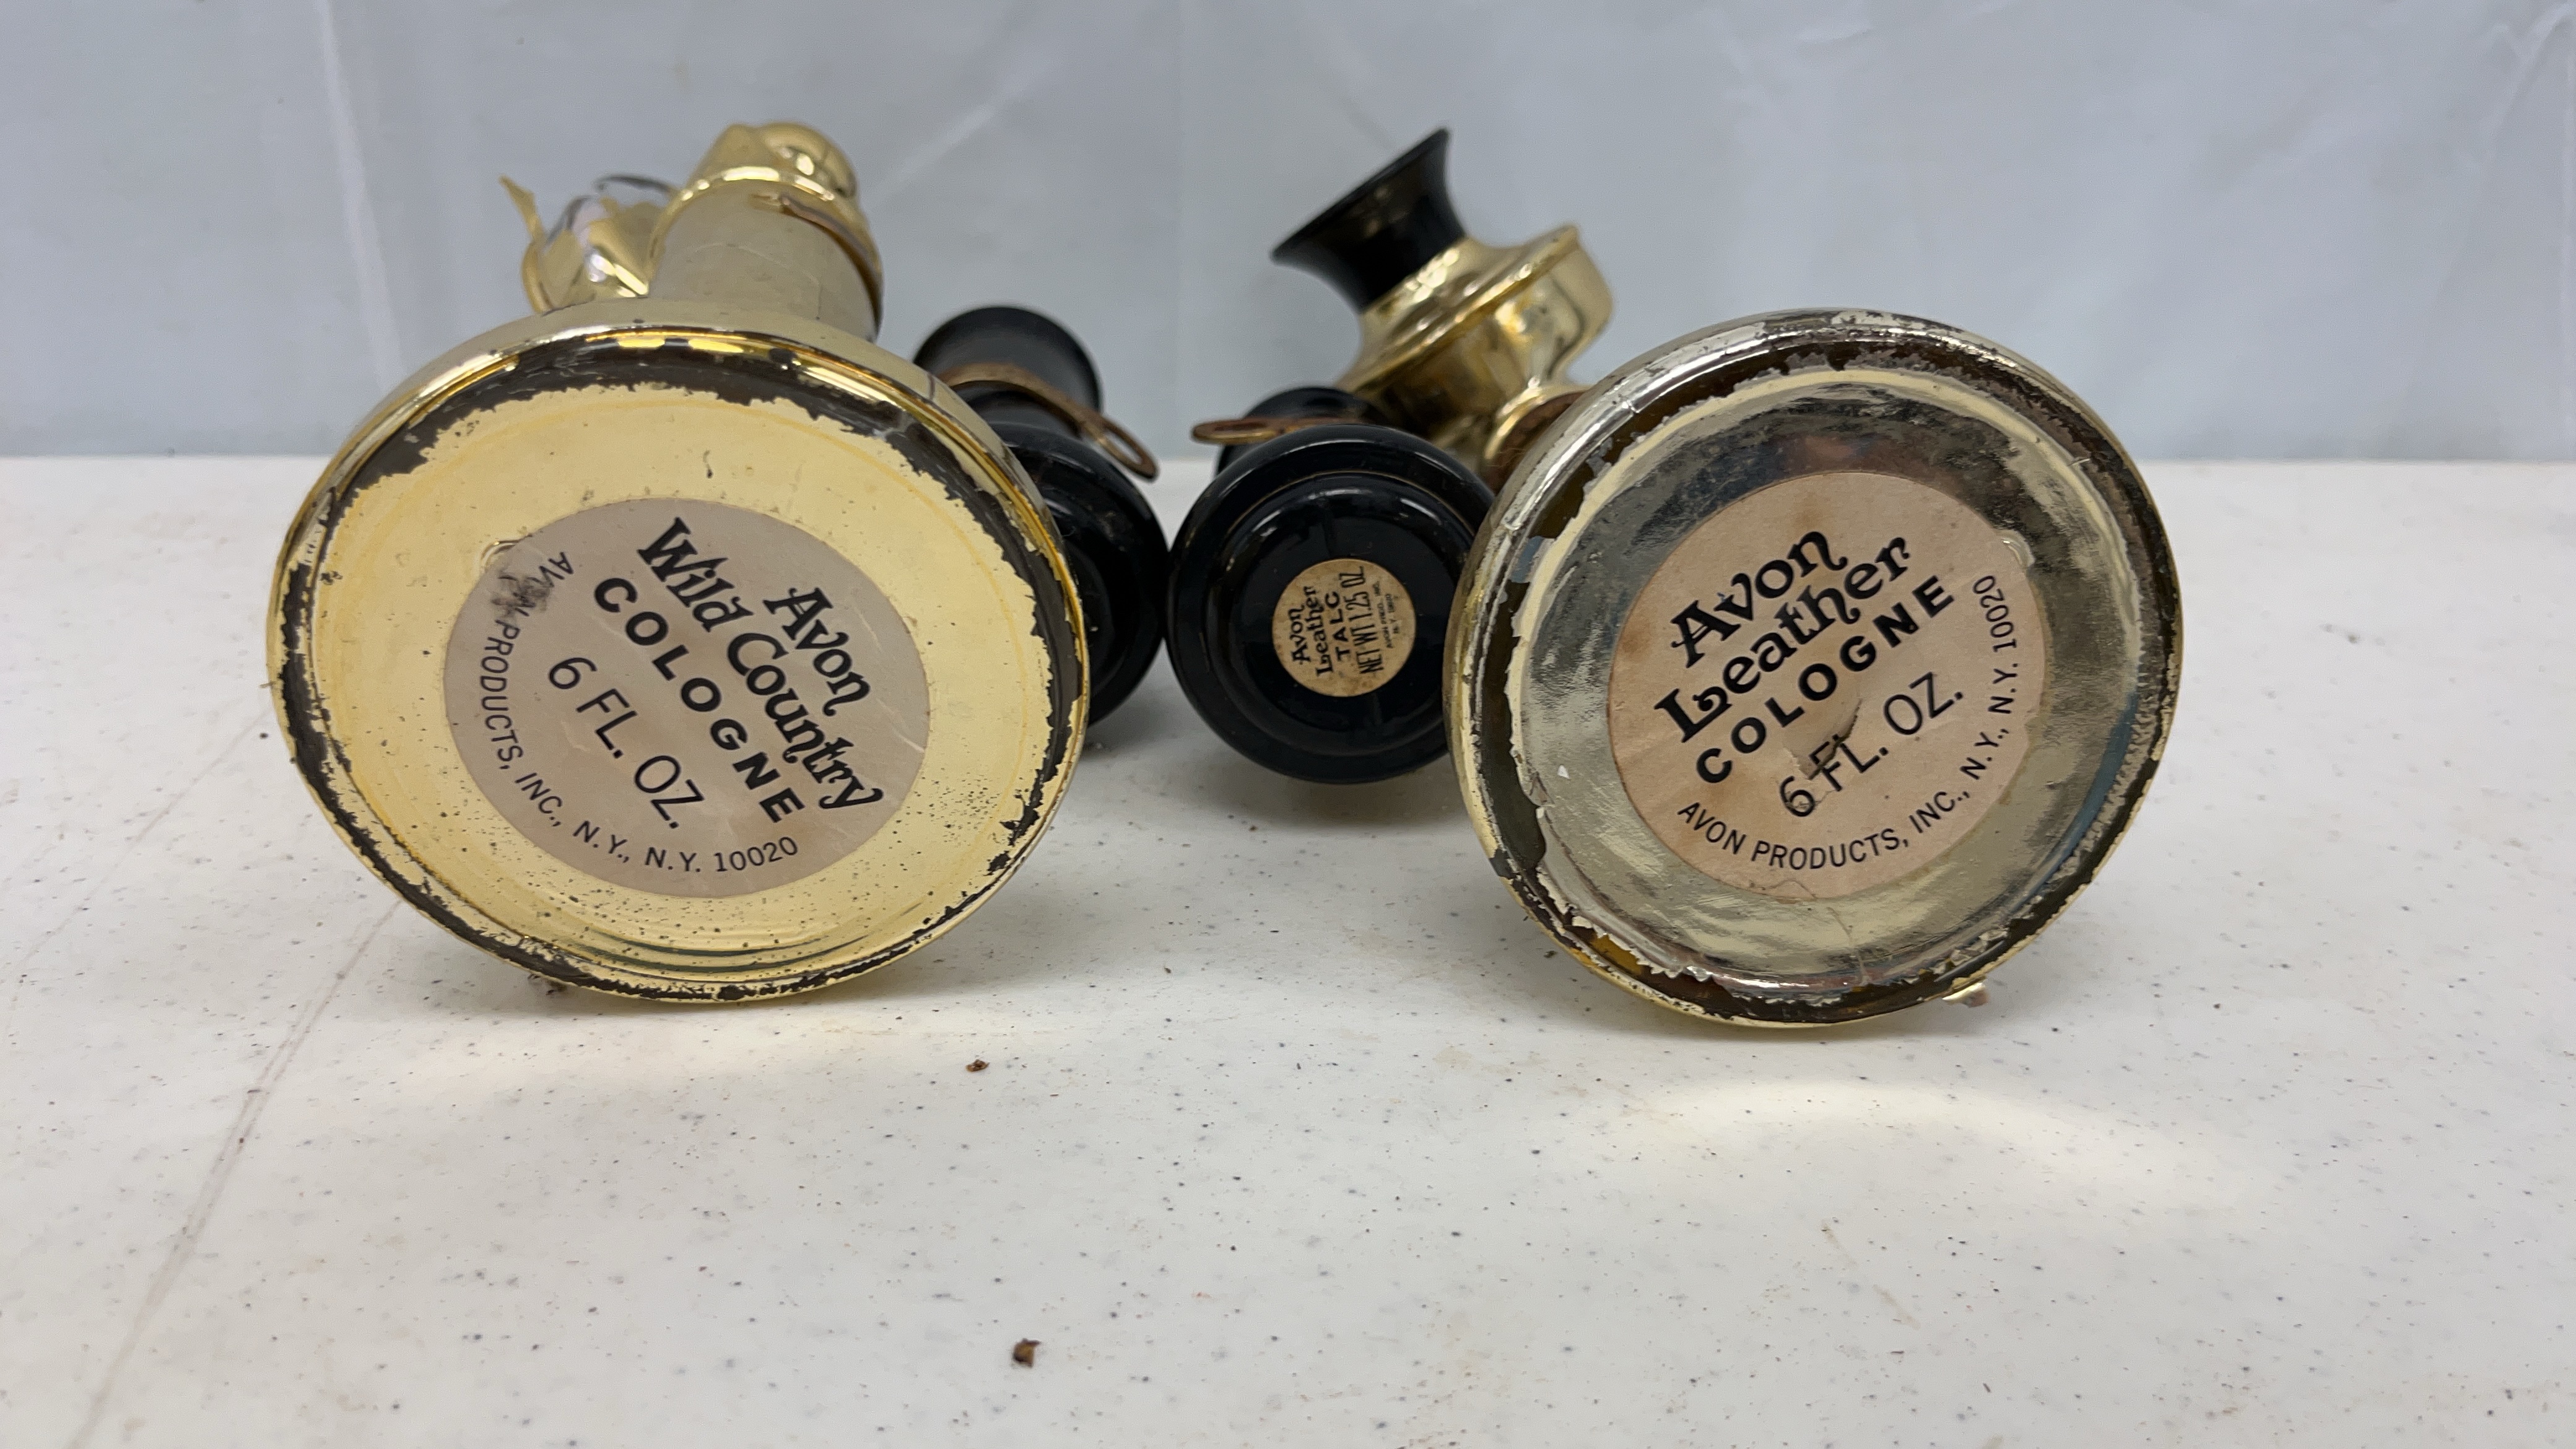 Avon
Wild Country
COLOGNE
6 FL. OZ.
AVON PRODUCTS, INC., N.Y., N.Y. 10020
Avon
Leather
TALC
NET WT 1.25 OZ
Avon
Leather
COLOGNE
6 FL. OZ.
AVON PRODUCTS, INC., N.Y., N.Y. 10020